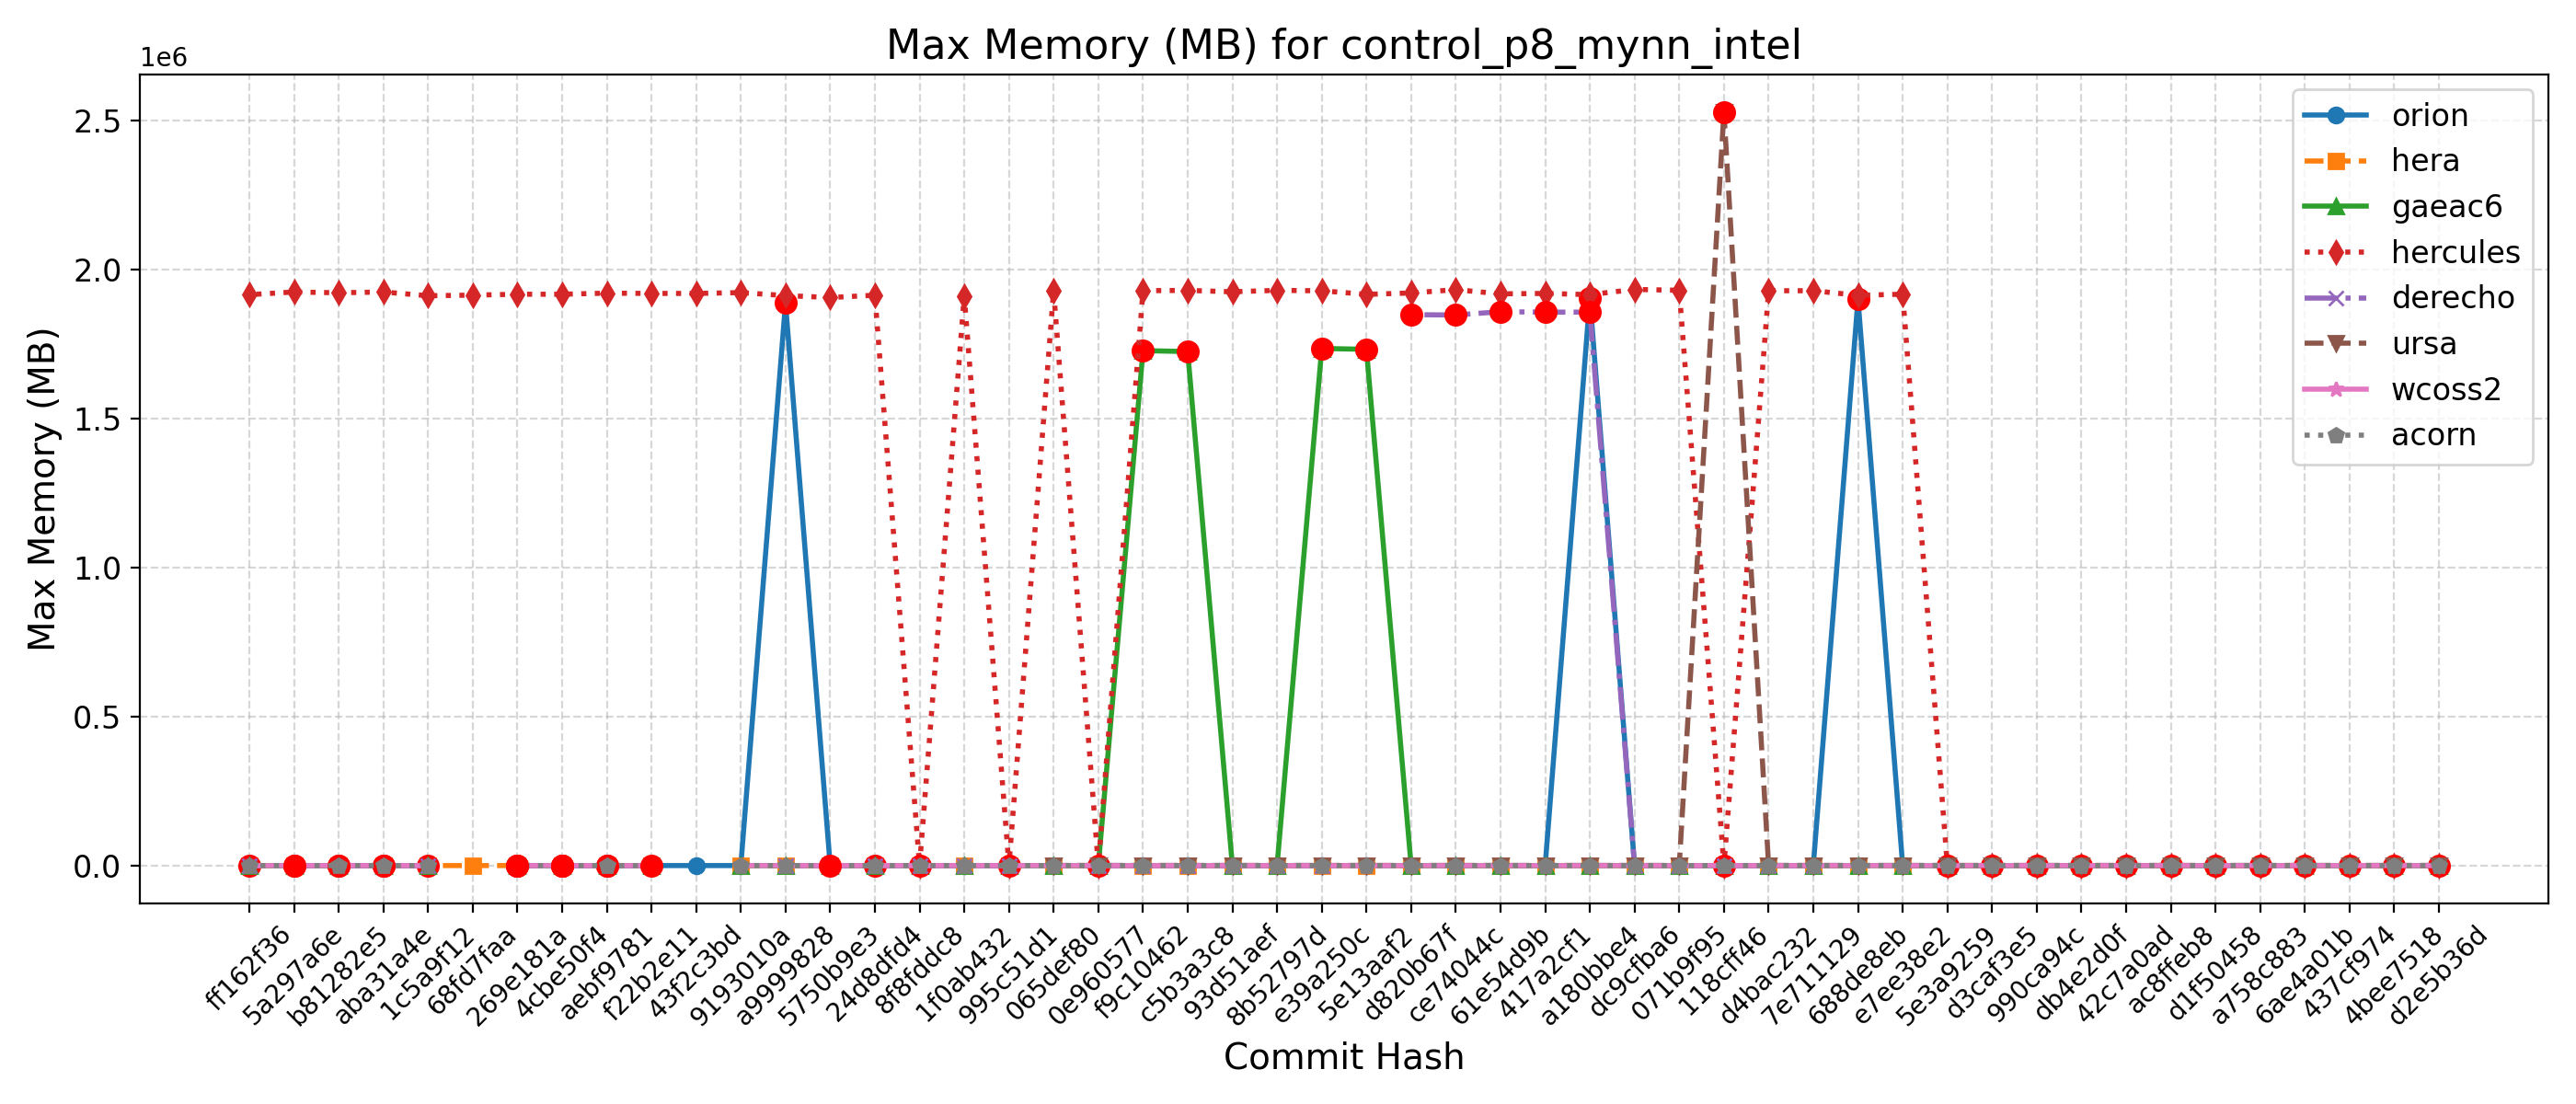 Max Memory (MB) for control_p8_mynn_intel
1e6
2.5
2.0
1.5
1.0
0.5
0.0
Max Memory (MB)
orion
hera
gaeac6
hercules
derecho
ursa
wcoss2
acorn
ff162f36
5a297a6e
b81282e5
aba31a4e
1c5a9f12
68fd7faa
269e181a
4cbe50f4
aebf9781
f22b2e11
43f2c3bd
9193010a
a9999828
5750b9e3
24d8dfd4
8f8fddc8
1f0ab432
995c51d1
065def80
0e960577
f9c10462
c5b3a3c8
93d51aef
8b52797d
e39a250c
5e13aaf2
d820b67f
ce74044c
61e54d9b
417a2cf1
a180bbe4
dc9cfba6
071b9f95
118cff46
d4bac232
7e711129
688de8eb
e7ee38e2
5e3a9259
d3caf3e5
990ca94c
db4e2d0f
42c7a0ad
ac8ffeb8
d1f50458
a758c883
6ae4a01b
437cf974
4bee7518
d2e5b36d
Commit Hash